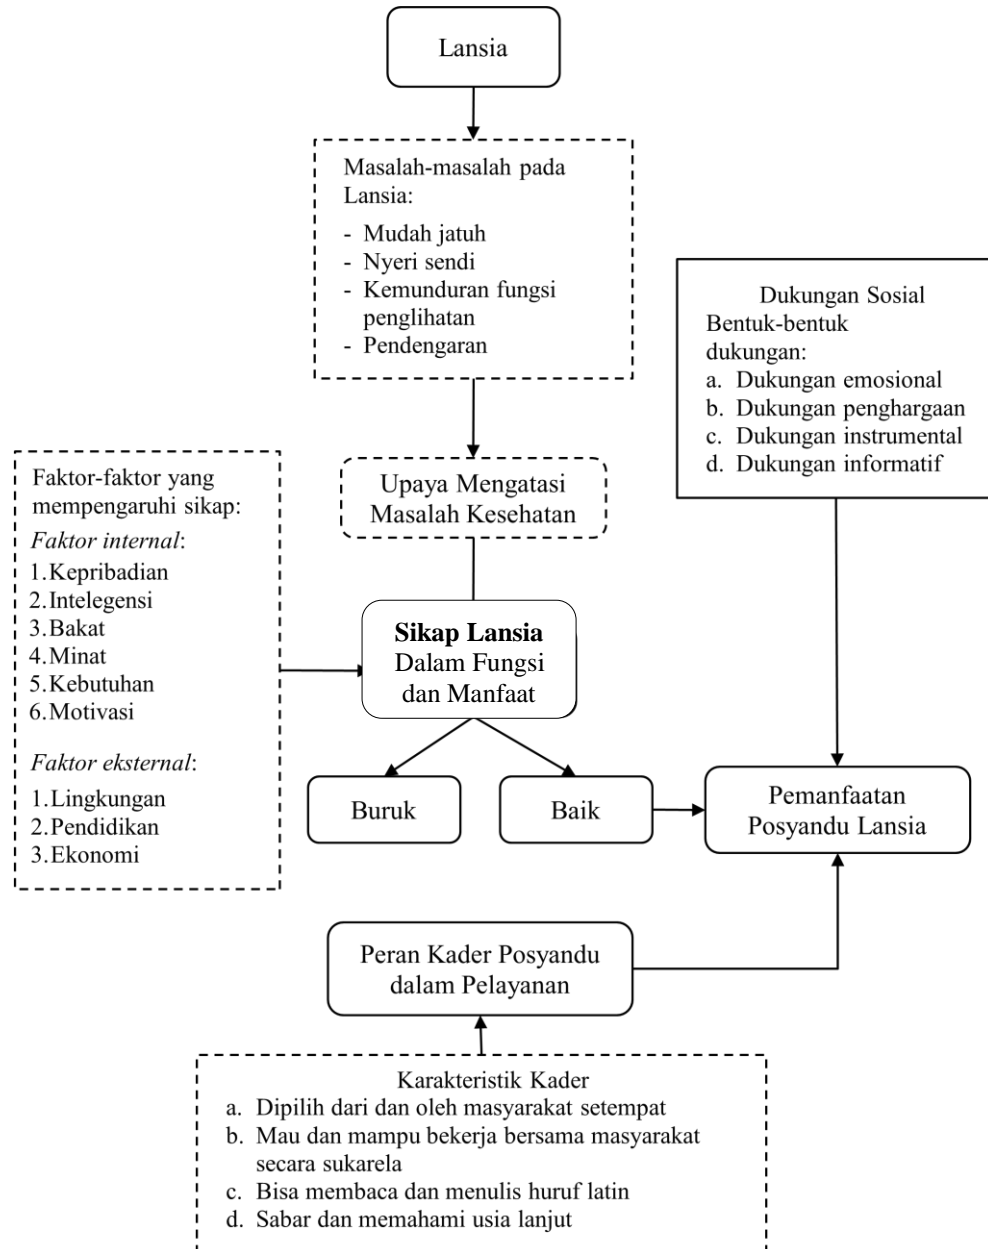 Lansia
Masalah-masalah pada
Lansia:
- Mudah jatuh
- Nyeri sendi
- Kemunduran fungsi
penglihatan
- Pendengaran
Dukungan Sosial
Bentuk-bentuk
dukungan:
a. Dukungan emosional
b. Dukungan penghargaan
c. Dukungan instrumental
d. Dukungan informatif
Upaya Mengatasi
Masalah Kesehatan
Faktor-faktor yang
mempengaruhi sikap:
Faktor internal:
1.Kepribadian
2.Intelegensi
3.Bakat
4.Minat
5.Kebutuhan
6.Motivasi
Faktor eksternal:
1.Lingkungan
2.Pendidikan
3.Ekonomi
Sikap Lansia
Dalam Fungsi
dan Manfaat
Buruk
Baik
Pemanfaatan
Posyandu Lansia
Peran Kader Posyandu
dalam Pelayanan
Karakteristik Kader
a. Dipilih dari dan oleh masyarakat setempat
b. Mau dan mampu bekerja bersama masyarakat
secara sukarela
c. Bisa membaca dan menulis huruf latin
d. Sabar dan memahami usia lanjut